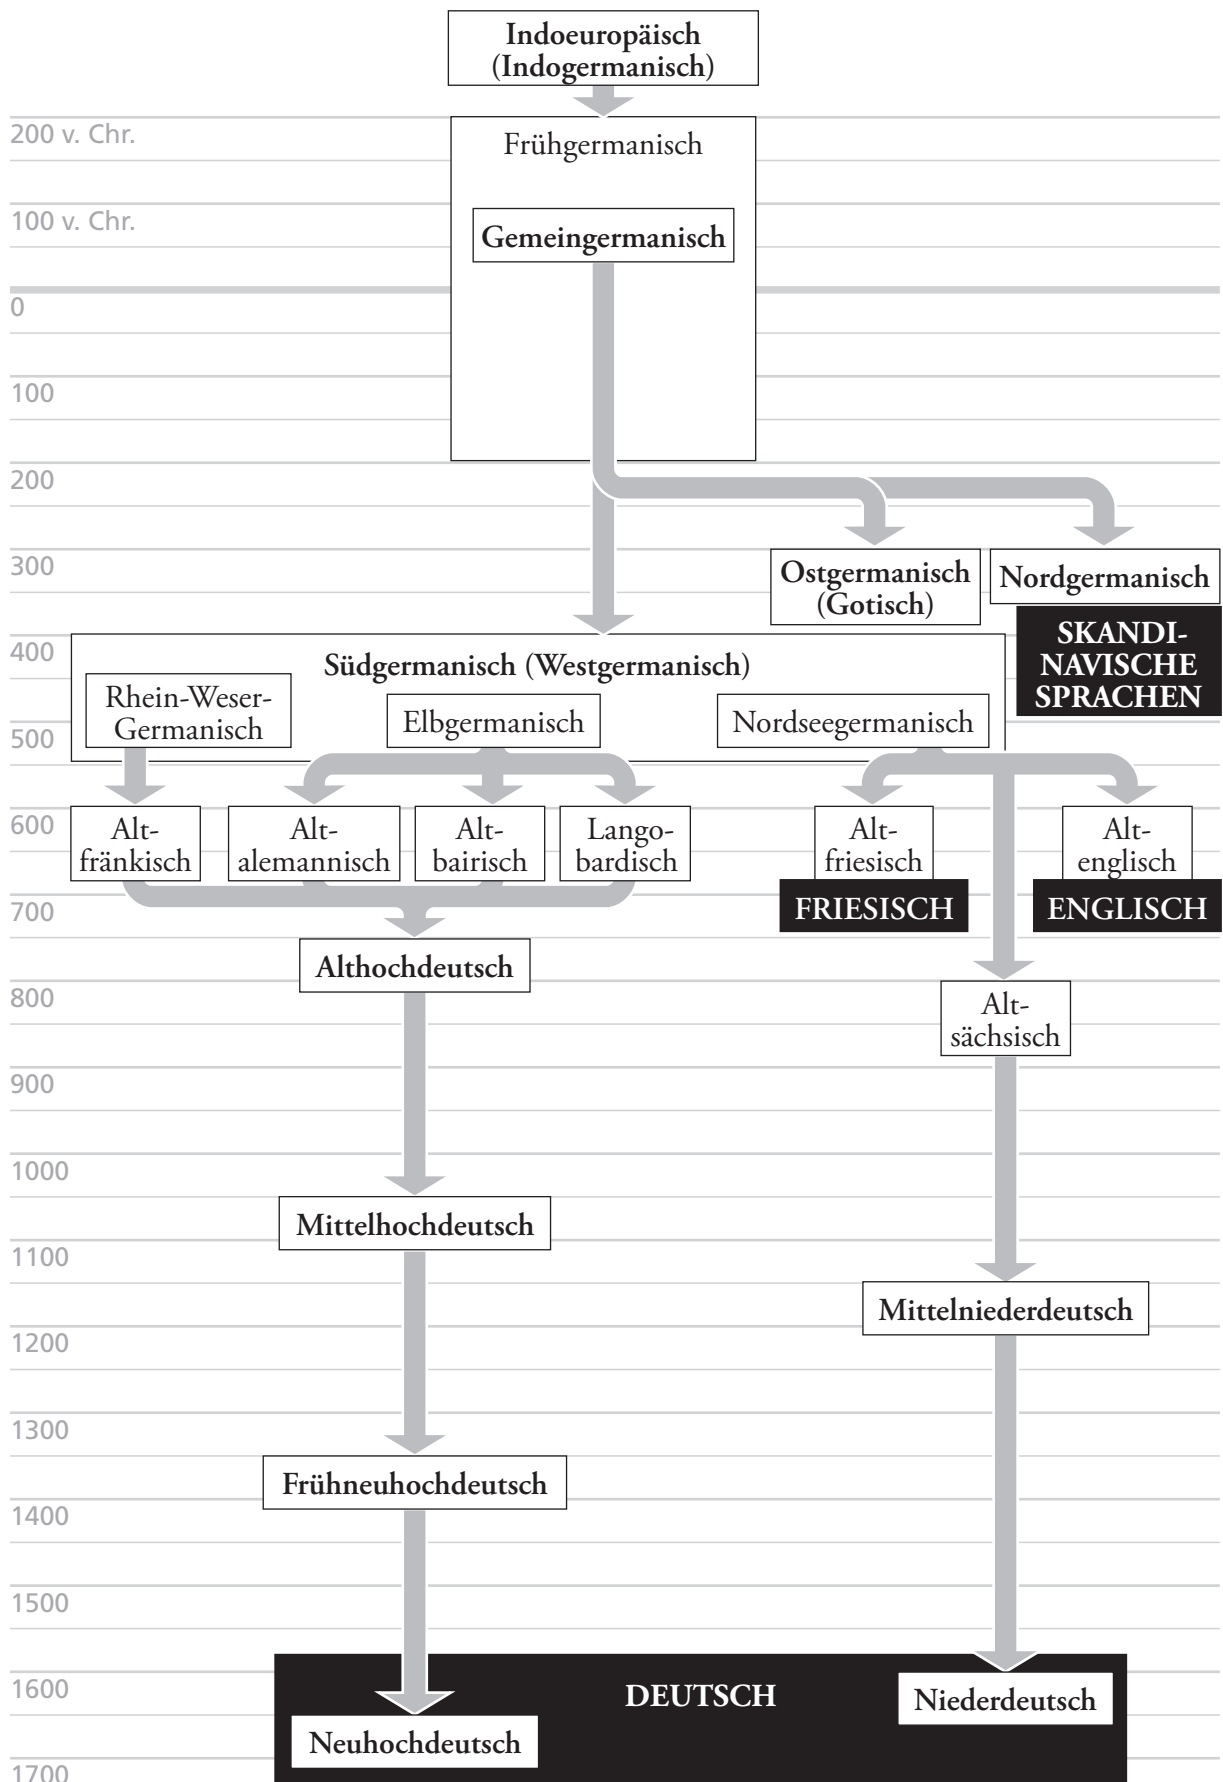 Indoeuropäisch
(Indogermanisch)
200 v. Chr.
Frühgermanisch
100 v. Chr.
Gemeingermanisch
0
100
200
300
Ostgermanisch
(Gotisch)
Nordgermanisch
SKANDI-
NAVISCHE
SPRACHEN
400
Südgermanisch (Westgermanisch)
Rhein-Weser-
Germanisch
Elbgermanisch
Nordseegermanisch
500
600
Alt-
fränkisch
Alt-
alemannisch
Alt-
bairisch
Lango-
bardisch
Alt-
friesisch
Alt-
englisch
700
FRIESISCH
ENGLISCH
Althochdeutsch
800
Alt-
sächsisch
900
1000
Mittelhochdeutsch
1100
Mittelniederdeutsch
1200
1300
Frühneuhochdeutsch
1400
1500
1600
DEUTSCH
Niederdeutsch
Neuhochdeutsch
1700